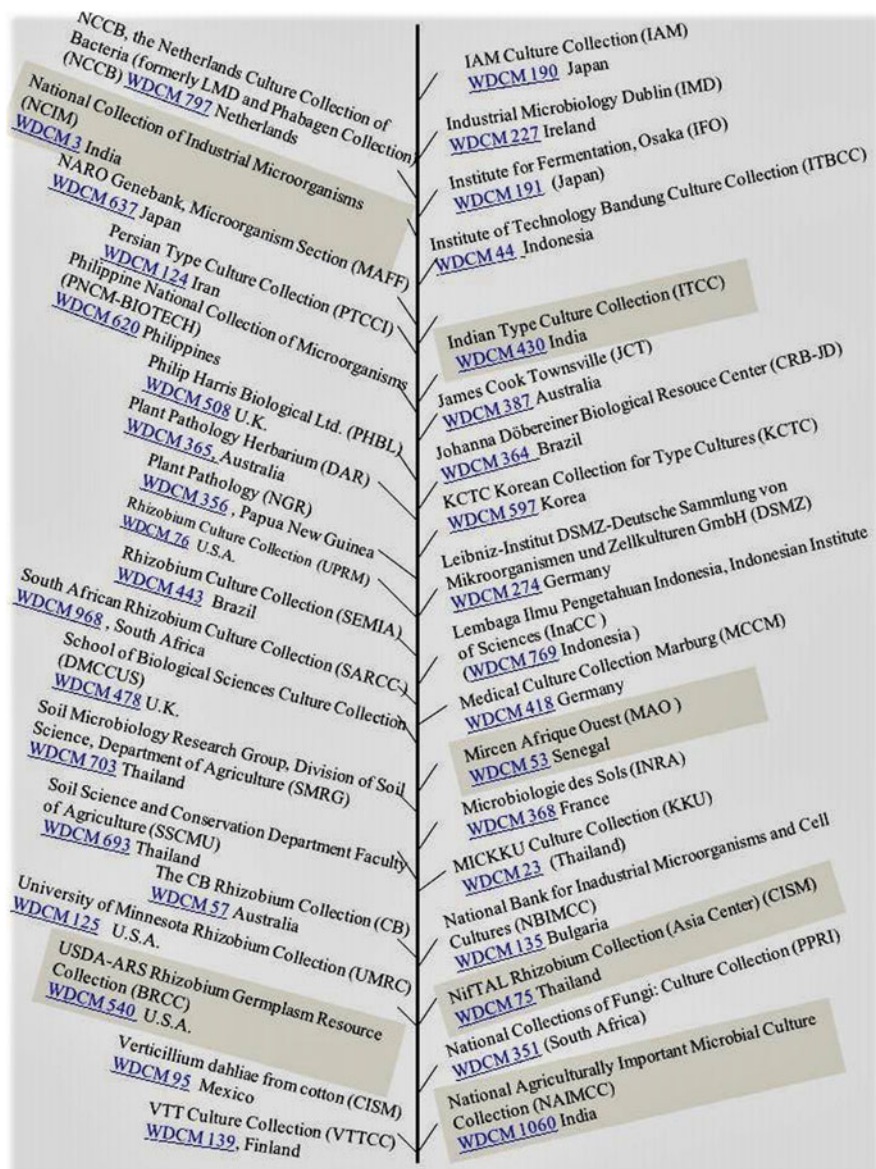 NCCB, the Netherlands Culture Collection of
Bacteria (formerly LMD and Phabagen Collection)
(NCCB) WDCM 797 Netherlands
National Collection of Industrial Microorganisms
(NCIM)
WDCM 3 India
NARO Genebank, Microorganism Section (MAFF)
WDCM 637 Japan
Persian Type Culture Collection (PTCCI)
WDCM 124 Iran
Philippine National Collection of Microorganisms
(PNCM-BIOTECH)
WDCM 620 Philippines
Philip Harris Biological Ltd. (PHBL)
WDCM 508 U.K.
Plant Pathology Herbarium (DAR)
WDCM 365, Australia
Plant Pathology (NGR)
WDCM 356 , Papua New Guinea
Rhizobium Culture Collection (UPRM)
WDCM 76 U.S.A.
Rhizobium Culture Collection (SEMIA)
WDCM 443 Brazil
South African Rhizobium Culture Collection (SARCC-)
WDCM 968 , South Africa
School of Biological Sciences Culture Collection
(DMCCUS)
WDCM 478 U.K.
Soil Microbiology Research Group, Division of Soil
Science, Department of Agriculture (SMRG)
WDCM 703 Thailand
Soil Science and Conservation Department Faculty
of Agriculture (SSCMU)
WDCM 693 Thailand
The CB Rhizobium Collection (CB)
WDCM 57 Australia
University of Minnesota Rhizobium Collection (UMRC)
WDCM 125 U.S.A.
USDA-ARS Rhizobium Germplasm Resource
Collection (BRCC)
WDCM 540 U.S.A.
Verticillium dahliae from cotton (CISM)
WDCM 95 Mexico
VTT Culture Collection (VTTCC)
WDCM 139, Finland
IAM Culture Collection (IAM)
WDCM 190 Japan
Industrial Microbiology Dublin (IMD)
WDCM 227 Ireland
Institute for Fermentation, Osaka (IFO)
WDCM 191 (Japan)
Institute of Technology Bandung Culture Collection (ITBCC)
WDCM 44 Indonesia
Indian Type Culture Collection (ITCC)
WDCM 430 India
James Cook Townsville (JCT)
WDCM 387 Australia
Johanna Döbereiner Biological Resouce Center (CRB-JD)
WDCM 364 Brazil
KCTC Korean Collection for Type Cultures (KCTC)
WDCM 597 Korea
Leibniz-Institut DSMZ-Deutsche Sammlung von
Mikroorganismen und Zellkulturen GmbH (DSMZ)
WDCM 274 Germany
Lembaga Ilmu Pengetahuan Indonesia, Indonesian Institute
of Sciences (InaCC )
(WDCM 769 Indonesia )
Medical Culture Collection Marburg (MCCM)
WDCM 418 Germany
Mircen Afrique Ouest (MAO )
WDCM 53 Senegal
Microbiologie des Sols (INRA)
WDCM 368 France
MICKKU Culture Collection (KKU)
WDCM 23 (Thailand)
National Bank for Inadustrial Microorganisms and Cell
Cultures (NBIMCC)
WDCM 135 Bulgaria
NifTAL Rhizobium Collection (Asia Center) (CISM)
WDCM 75 Thailand
National Collections of Fungi: Culture Collection (PPRI)
WDCM 351 (South Africa)
National Agriculturally Important Microbial Culture
Collection (NAIMCC)
WDCM 1060 India